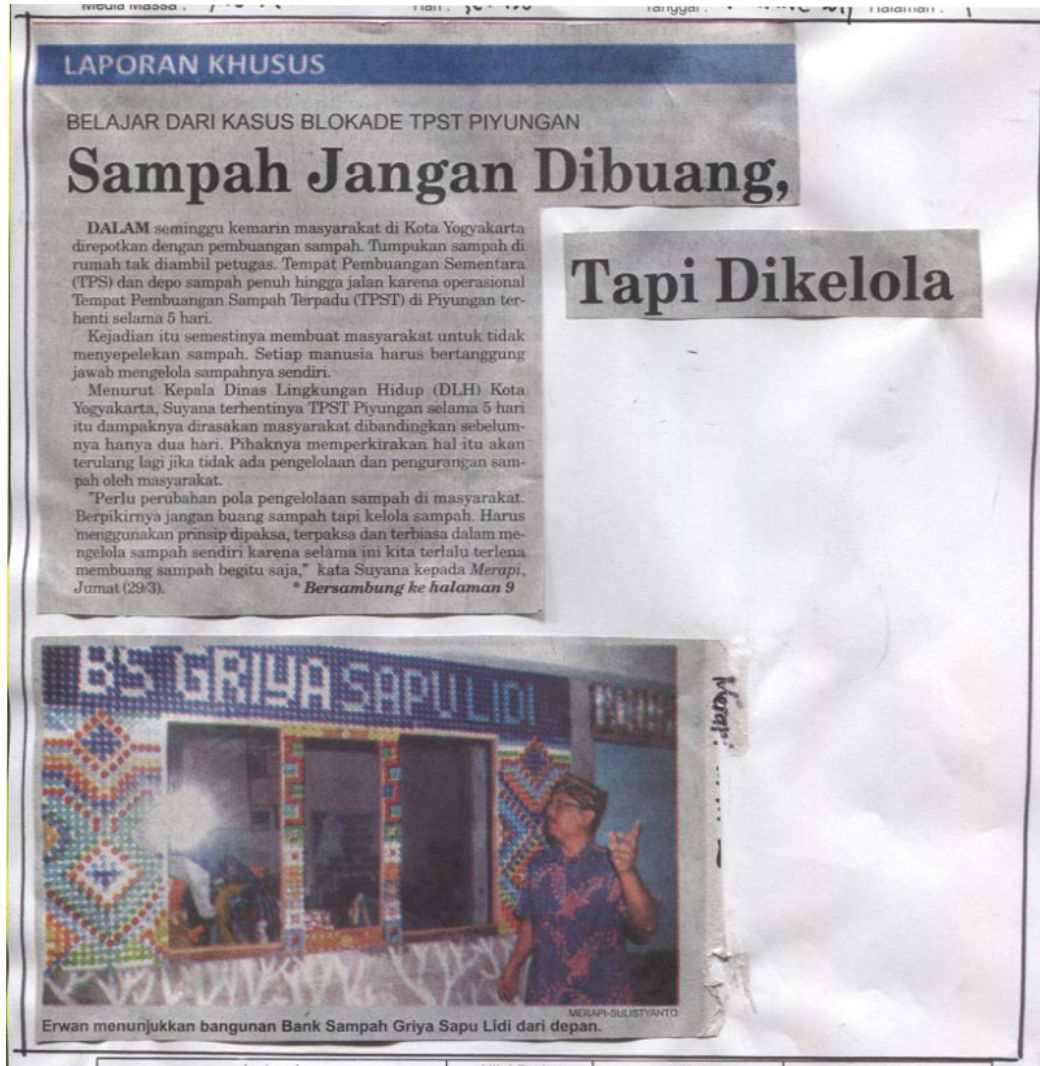 Media Massa :
Hari :
Tanggal :
Halaman :
LAPORAN KHUSUS
BELAJAR DARI KASUS BLOKADE TPST PIYUNGAN
Sampah Jangan Dibuang,
Tapi Dikelola
DALAM seminggu kemarin masyarakat di Kota Yogyakarta
direpotkan dengan pembuangan sampah. Tumpukan sampah di
rumah tak diambil petugas. Tempat Pembuangan Sementara
(TPS) dan depo sampah penuh hingga jalan karena operasional
Tempat Pembuangan Sampah Terpadu (TPST) di Piyungan ter-
henti selama 5 hari.
Kejadian itu semestinya membuat masyarakat untuk tidak
menyepelekan sampah. Setiap manusia harus bertanggung
jawab mengelola sampahnya sendiri.
Menurut Kepala Dinas Lingkungan Hidup (DLH) Kota
Yogyakarta, Suyana terhentinya TPST Piyungan selama 5 hari
itu dampaknya dirasakan masyarakat dibandingkan sebelum-
nya hanya dua hari. Pihaknya memperkirakan hal itu akan
terulang lagi jika tidak ada pengelolaan dan pengurangan sam-
pah oleh masyarakat.
"Perlu perubahan pola pengelolaan sampah di masyarakat.
Berpikirnya jangan buang sampah tapi kelola sampah. Harus
menggunakan prinsip dipaksa, terpaksa dan terbiasa dalam me-
ngelola sampah sendiri karena selama ini kita terlalu terlena
membuang sampah begitu saja," kata Suyana kepada Merapi,
Jumat (29/3). * Bersambung ke halaman 9
BS GRIYA SAPU LIDI
Merapi
MERAPI-SULISTYANTO
Erwan menunjukkan bangunan Bank Sampah Griya Sapu Lidi dari depan.